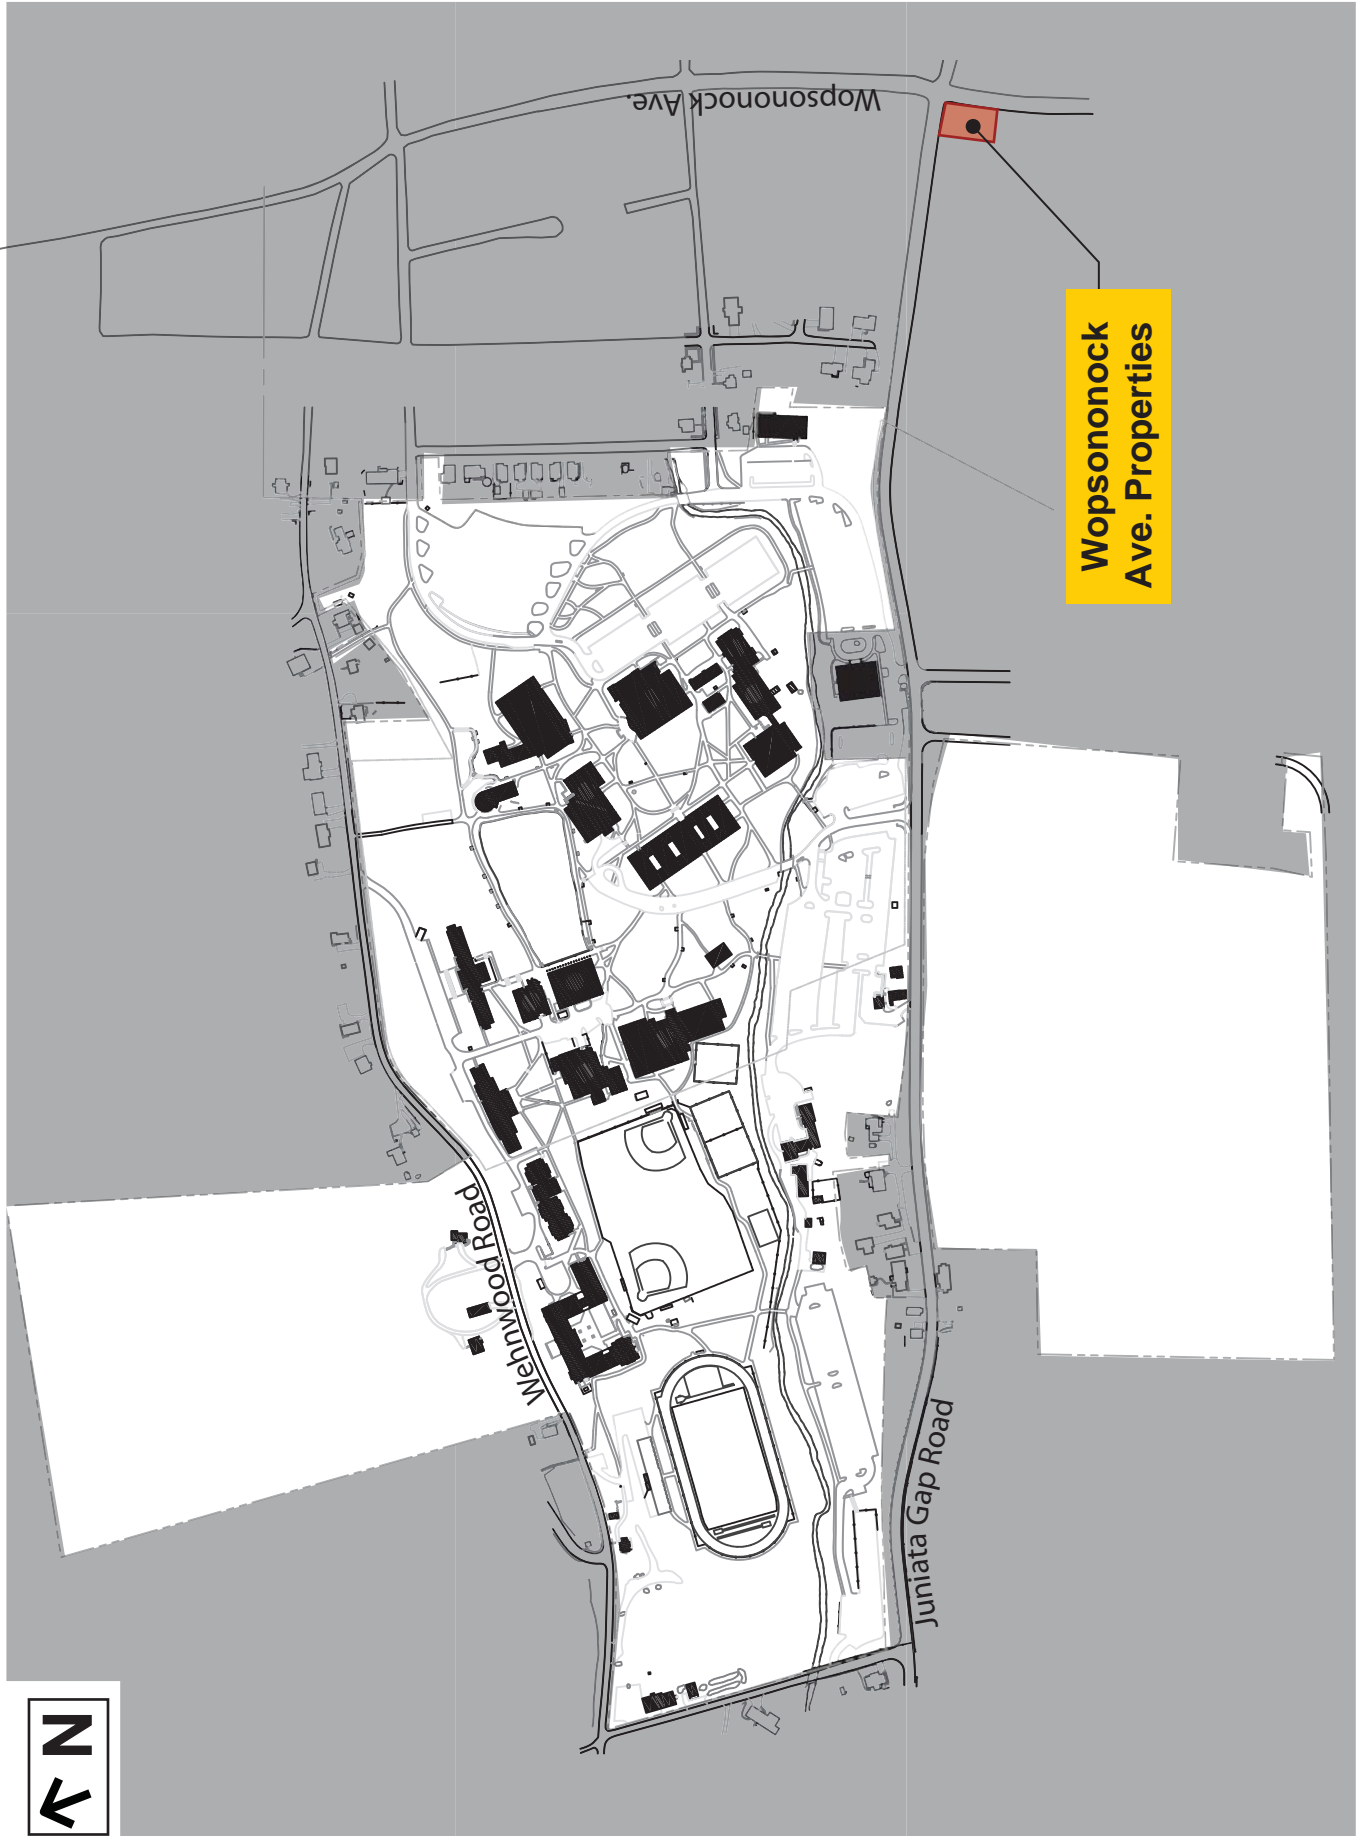 Wopsononock Ave.
Wopsononock
Ave. Properties
Wehnwood Road
Juniata Gap Road
N